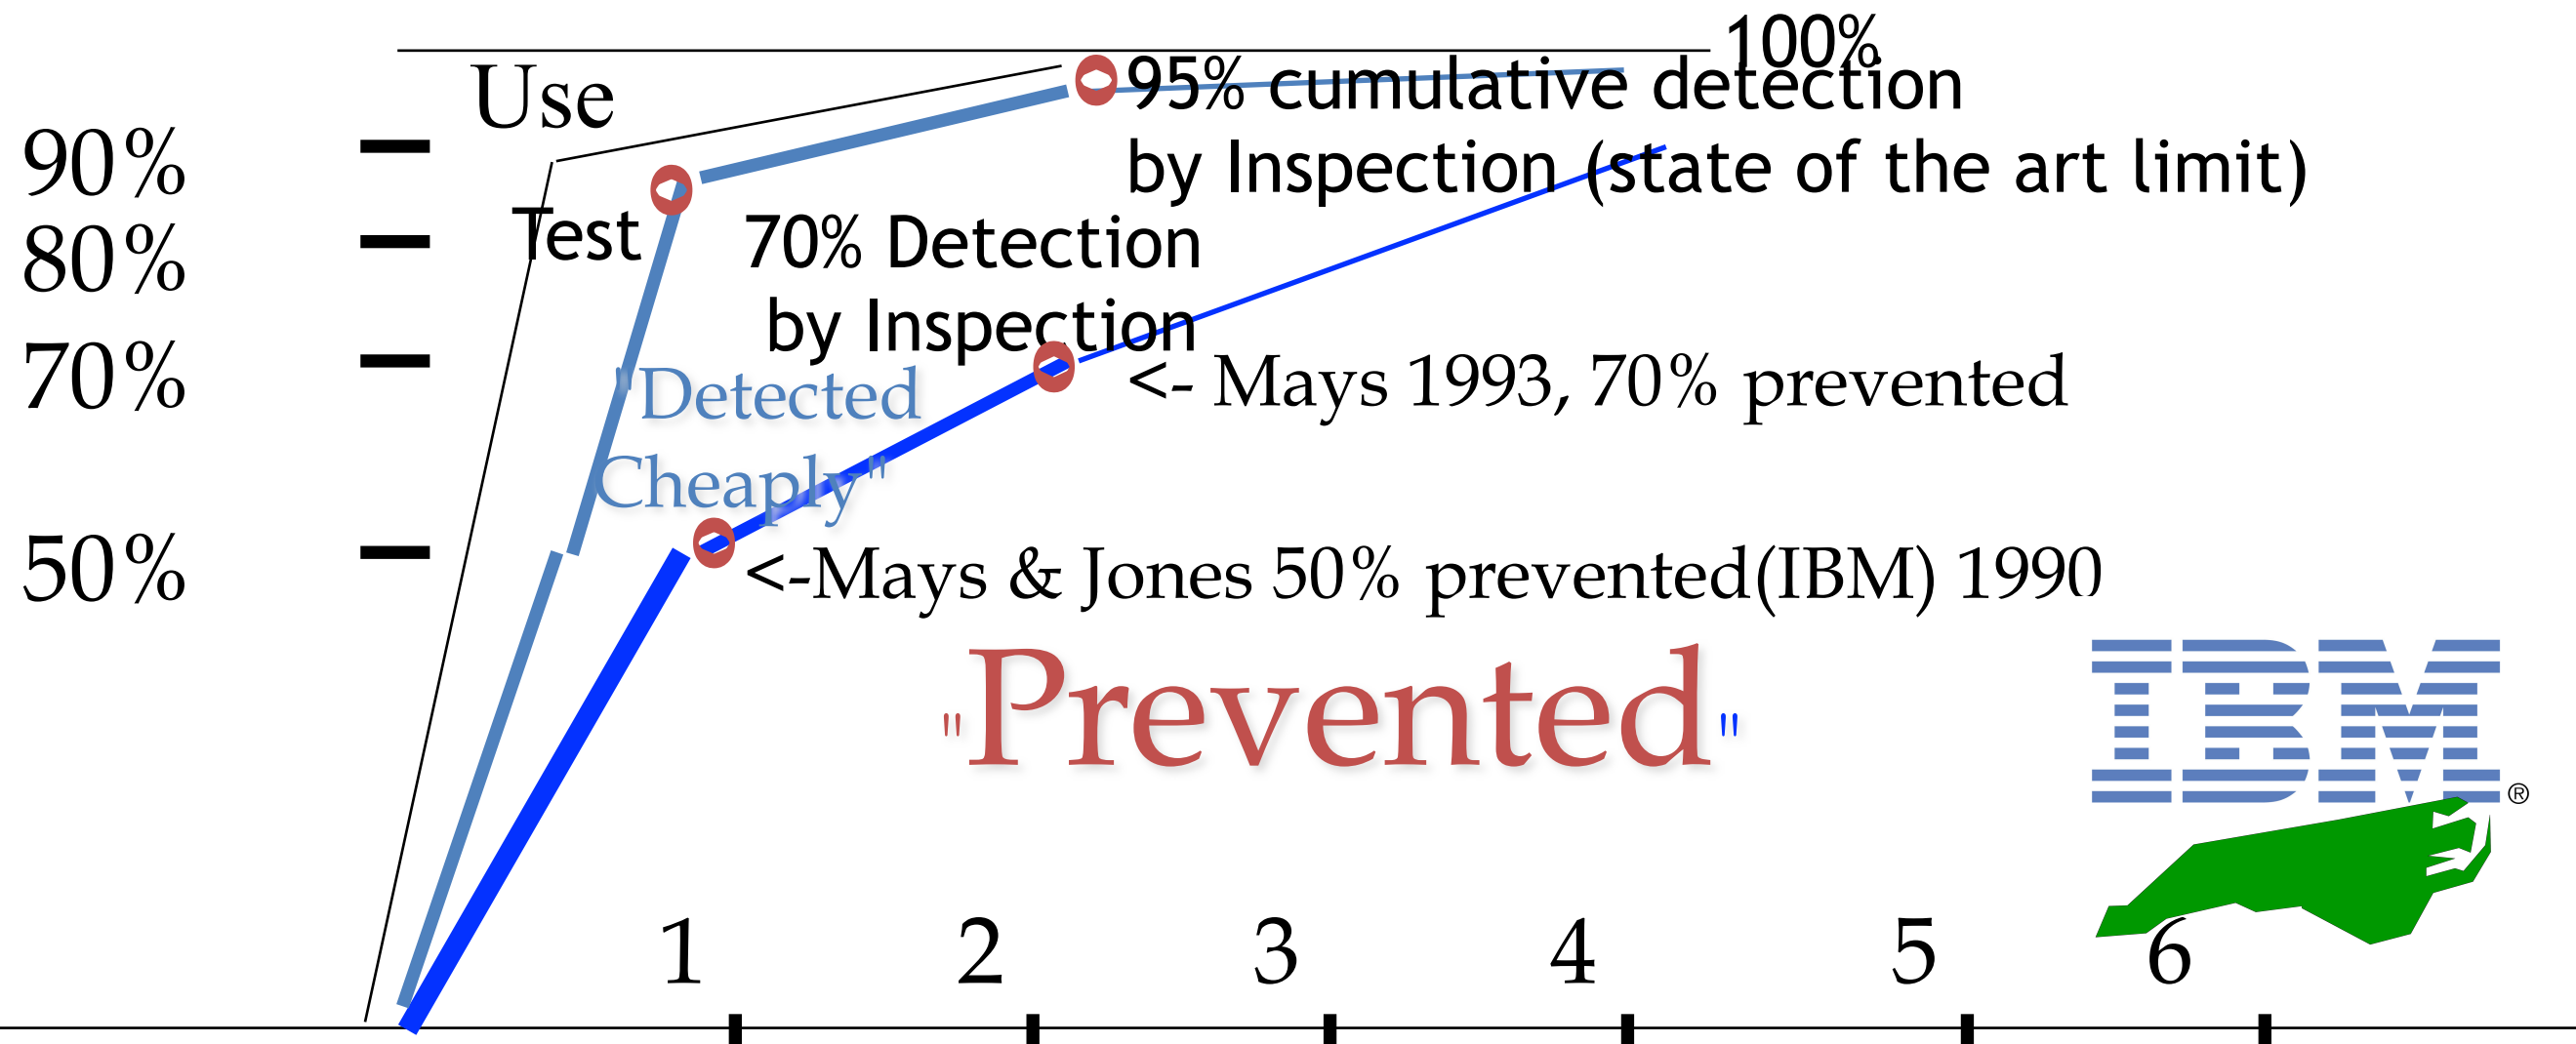 100%
Use
95% cumulative detection
by Inspection (state of the art limit)
90%
Test
70% Detection
by Inspection
80%
70%
"Detected
Cheaply"
<- Mays 1993, 70% prevented
50%
<-Mays & Jones 50% prevented(IBM) 1990
"Prevented"
IBM®
1 2 3 4 5 6